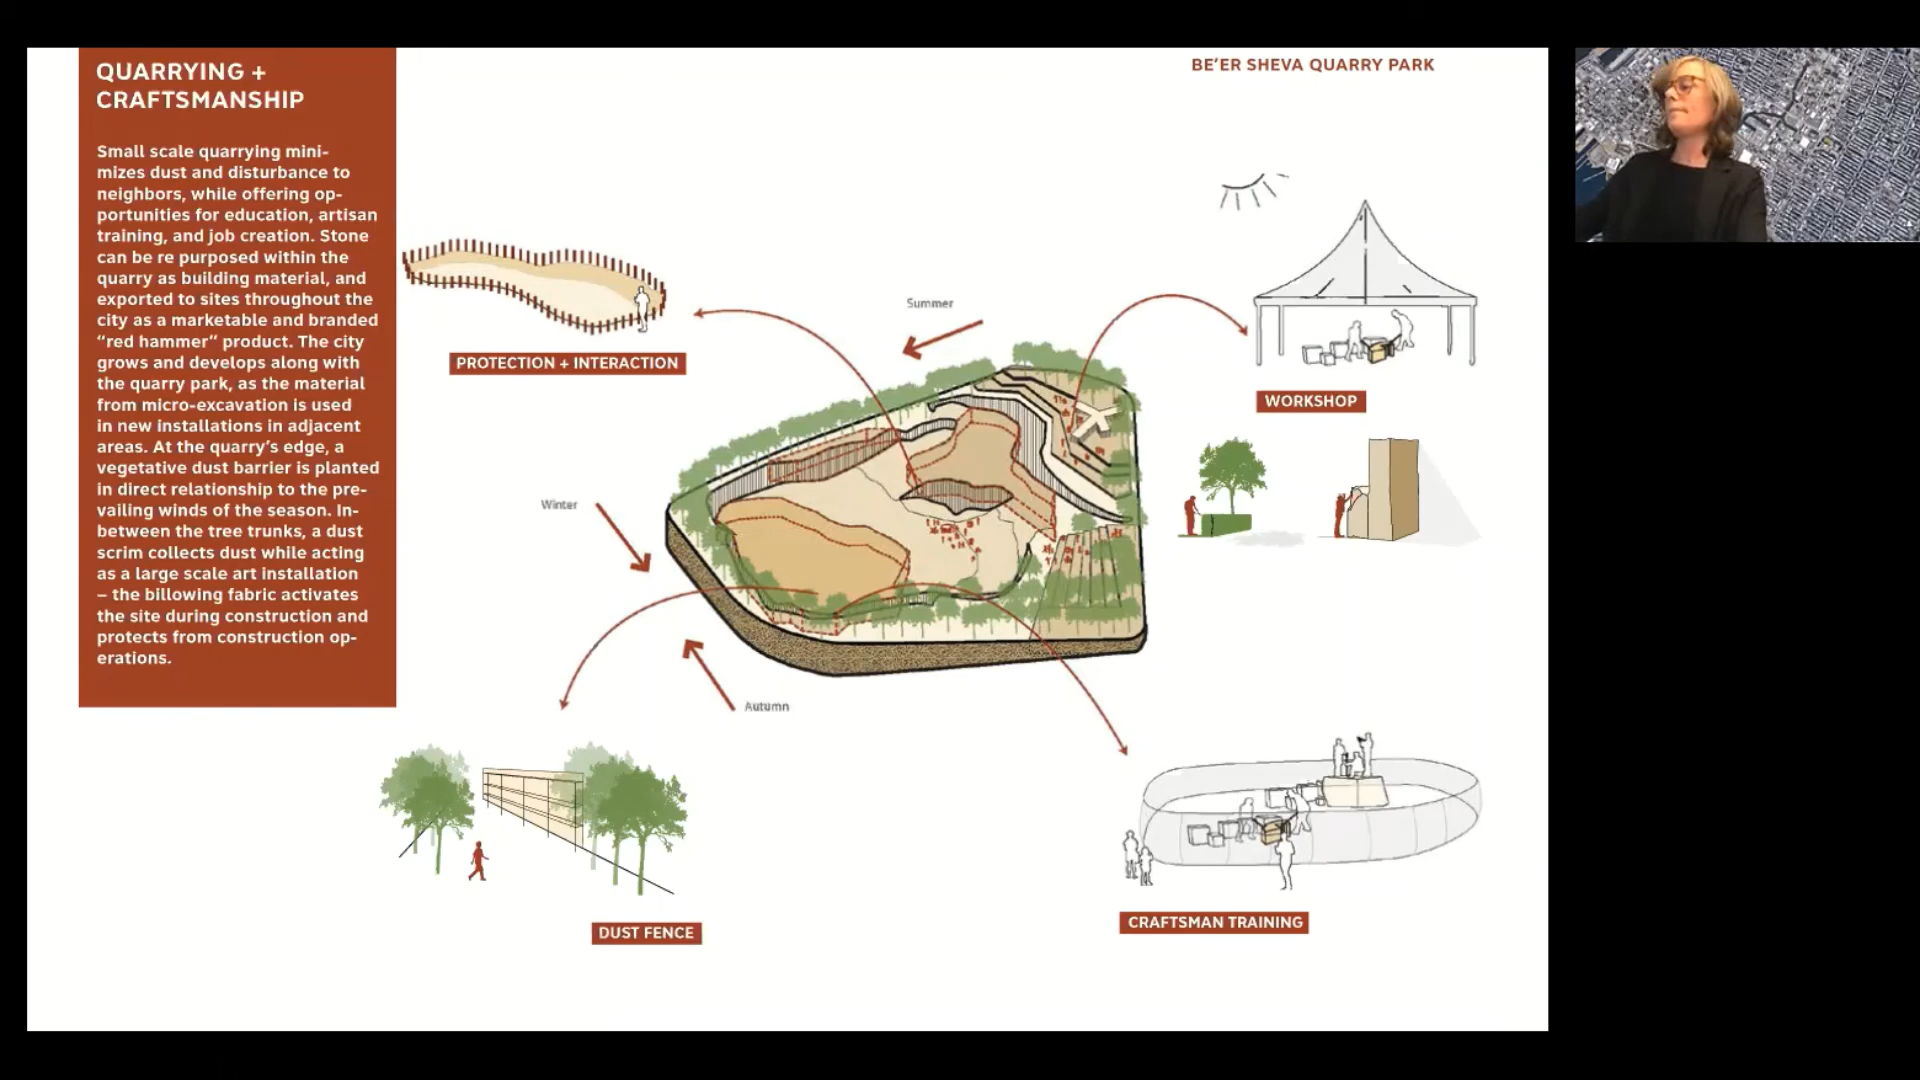 QUARRYING +
CRAFTSMANSHIP
Small scale quarrying mini-
mizes dust and disturbance to
neighbors, while offering op-
portunities for education, artisan
training, and job creation. Stone
can be re purposed within the
quarry as building material, and
exported to sites throughout the
city as a marketable and branded
“red hammer” product. The city
grows and develops along with
the quarry park, as the material
from micro-excavation is used
in new installations in adjacent
areas. At the quarry’s edge, a
vegetative dust barrier is planted
in direct relationship to the pre-
vailing winds of the season. In-
between the tree trunks, a dust
scrim collects dust while acting
as a large scale art installation
– the billowing fabric activates
the site during construction and
protects from construction op-
erations.
BE’ER SHEVA QUARRY PARK
Summer
PROTECTION + INTERACTION
WORKSHOP
Winter
Autumn
DUST FENCE
CRAFTSMAN TRAINING